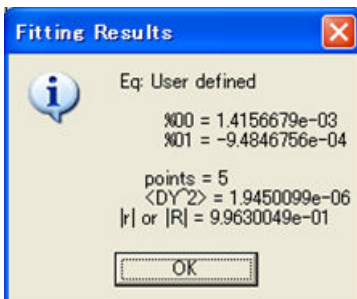 Fitting Results
Eq: User defined
%00 = 1.4156679e-03
%01 = -9.4846756e-04
points = 5
<DY^2> = 1.9450099e-06
|r| or |R| = 9.9630049e-01
OK